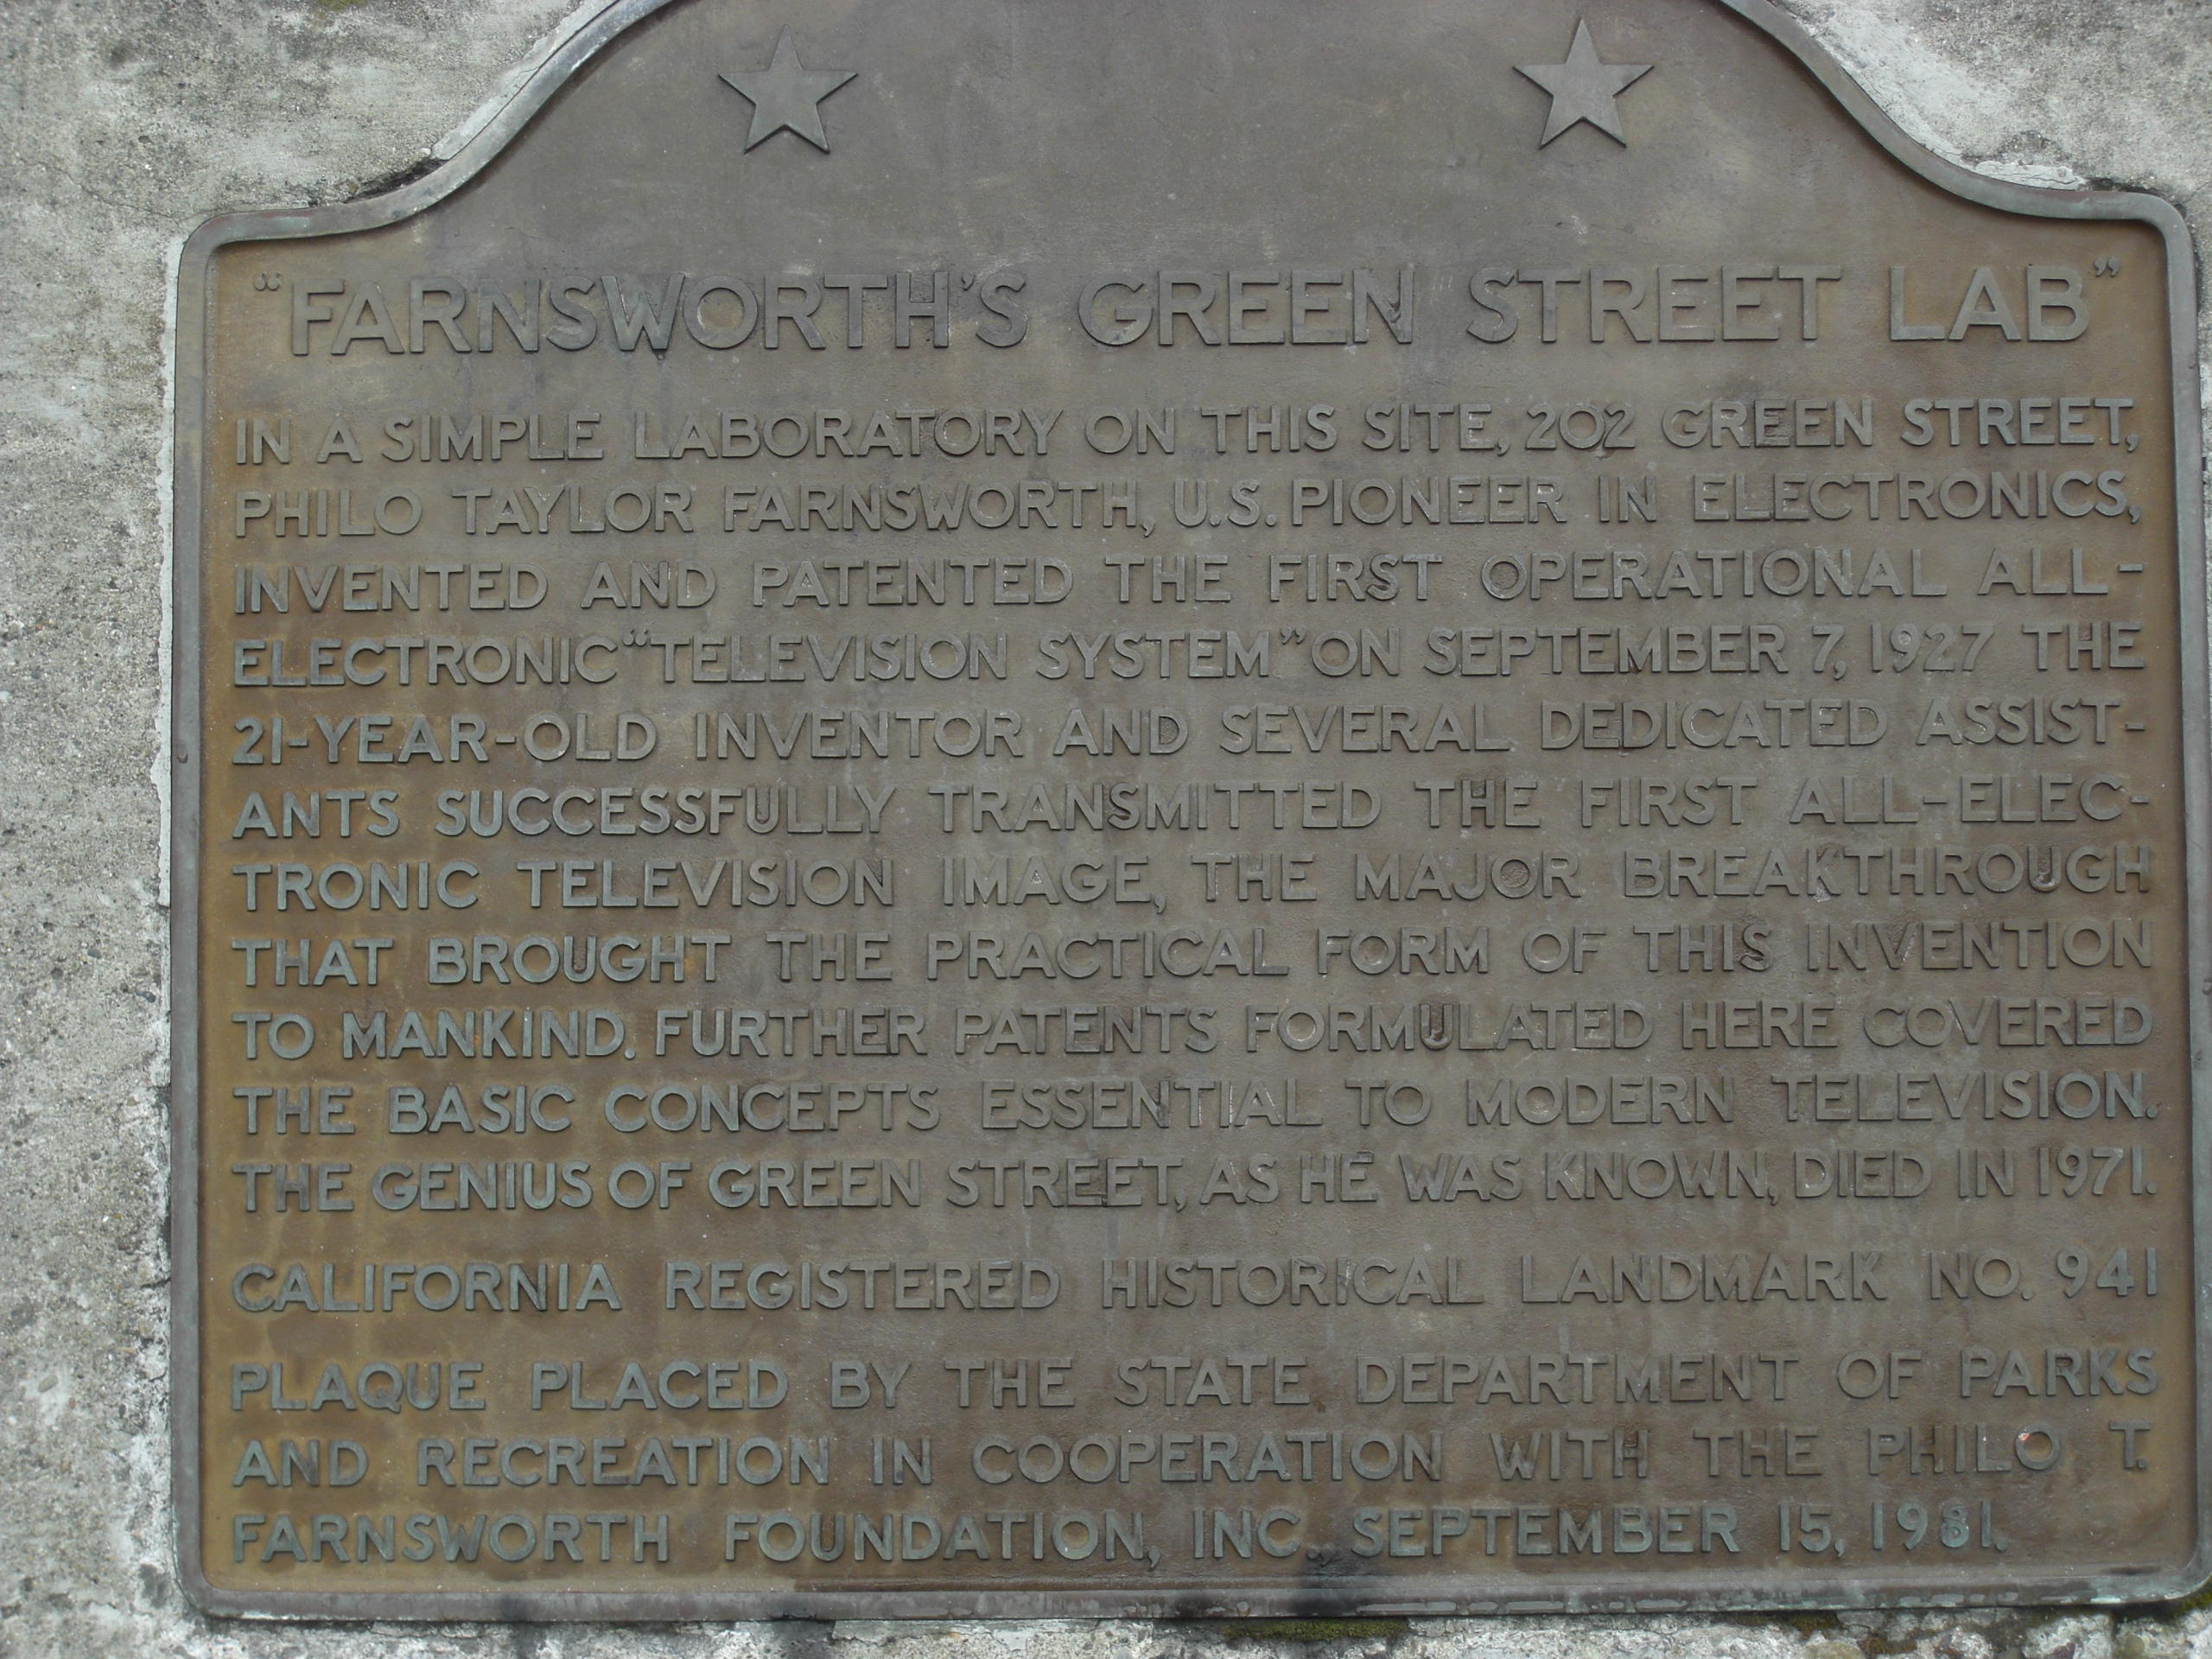 "FARNSWORTH'S GREEN STREET LAB"
IN A SIMPLE LABORATORY ON THIS SITE, 202 GREEN STREET,
PHILO TAYLOR FARNSWORTH, U.S. PIONEER IN ELECTRONICS,
INVENTED AND PATENTED THE FIRST OPERATIONAL ALL-
ELECTRONIC "TELEVISION SYSTEM" ON SEPTEMBER 7, 1927 THE
21-YEAR-OLD INVENTOR AND SEVERAL DEDICATED ASSIST-
ANTS SUCCESSFULLY TRANSMITTED THE FIRST ALL-ELEC-
TRONIC TELEVISION IMAGE, THE MAJOR BREAKTHROUGH
THAT BROUGHT THE PRACTICAL FORM OF THIS INVENTION
TO MANKIND. FURTHER PATENTS FORMULATED HERE COVERED
THE BASIC CONCEPTS ESSENTIAL TO MODERN TELEVISION.
THE GENIUS OF GREEN STREET, AS HE WAS KNOWN, DIED IN 1971.
CALIFORNIA REGISTERED HISTORICAL LANDMARK NO. 941
PLAQUE PLACED BY THE STATE DEPARTMENT OF PARKS
AND RECREATION IN COOPERATION WITH THE PHILO T.
FARNSWORTH FOUNDATION, INC. SEPTEMBER 15, 1981.